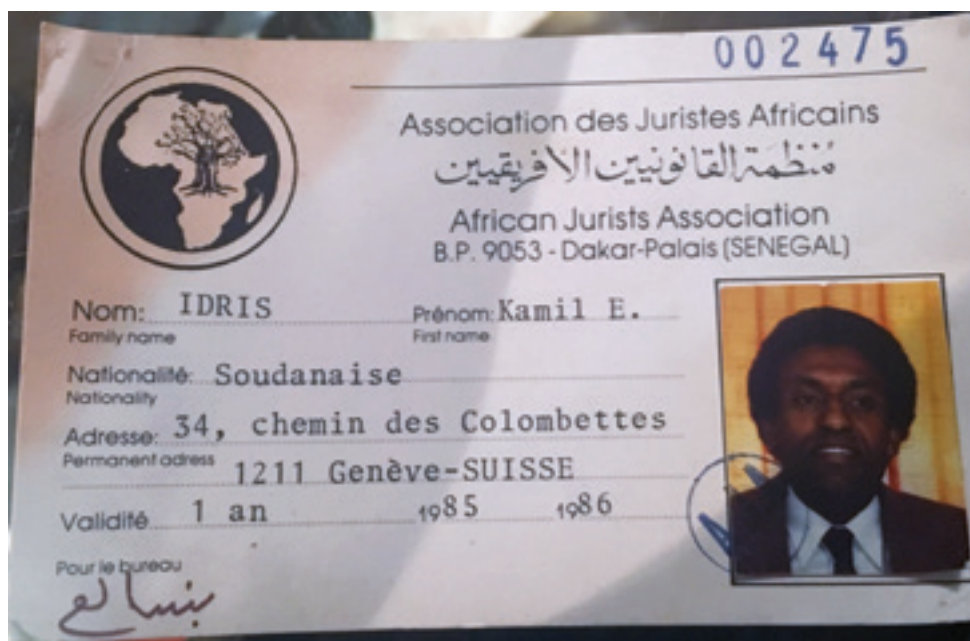 002475
Association des Juristes Africains
منظمة القانونيين الافريقيين
African Jurists Association
B.P. 9053 - Dakar-Palais (SENEGAL)
Nom: IDRIS Prénom: Kamil E.
Family name First name
Nationalité: Soudanaise
Nationality
Adresse: 34, chemin des Colombettes
Permanent adress 1211 Genève-SUISSE
Validité 1 an 1985 1986
Pour le bureau